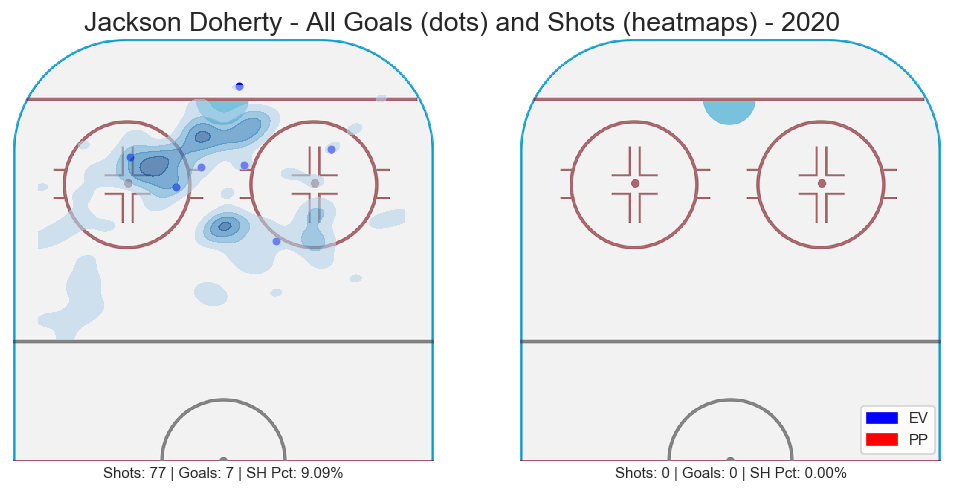 Jackson Doherty - All Goals (dots) and Shots (heatmaps) - 2020
EV
PP
Shots: 77 | Goals: 7 | SH Pct: 9.09%
Shots: 0 | Goals: 0 | SH Pct: 0.00%